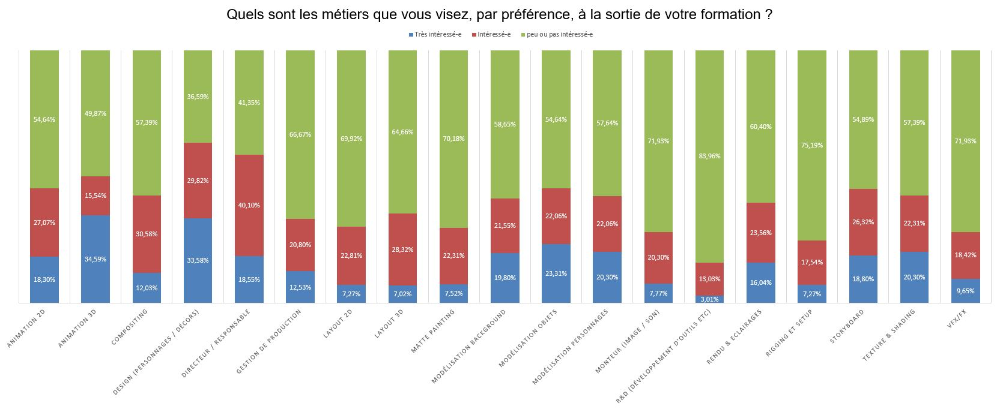 Quels sont les métiers que vous visez, par préférence, à la sortie de votre formation ?
Très intéressé-e Intéressé-e peu ou pas intéressé-e
54,64% 49,87% 57,39% 36,59% 41,35% 66,67% 69,92% 64,66% 70,18% 58,65% 54,64% 57,64% 71,93% 83,96% 60,40% 75,19% 54,89% 57,39% 71,93%
27,07% 15,54% 30,58% 29,82% 40,10% 20,80% 22,81% 28,32% 22,31% 21,55% 22,06% 22,06% 20,30% 13,03% 23,56% 17,54% 26,32% 22,31% 18,42%
18,30% 34,59% 12,03% 33,58% 18,55% 12,53% 7,27% 7,02% 7,52% 19,80% 23,31% 20,30% 7,77% 3,01% 16,04% 7,27% 18,80% 20,30% 9,65%
ANIMATION 2D
ANIMATION 3D
COMPOSITING
DESIGN (PERSONNAGES / DÉCORS)
DIRECTEUR / RESPONSABLE
GESTION DE PRODUCTION
LAYOUT 2D
LAYOUT 3D
MATTE PAINTING
MODÉLISATION BACKGROUND
MODÉLISATION OBJETS
MODÉLISATION PERSONNAGES
MONTEUR (IMAGE / SON)
R&D (DÉVELOPPEMENT D'OUTILS ETC)
RENDU & ECLAIRAGES
RIGGING ET SETUP
STORYBOARD
TEXTURE & SHADING
VFX/FX